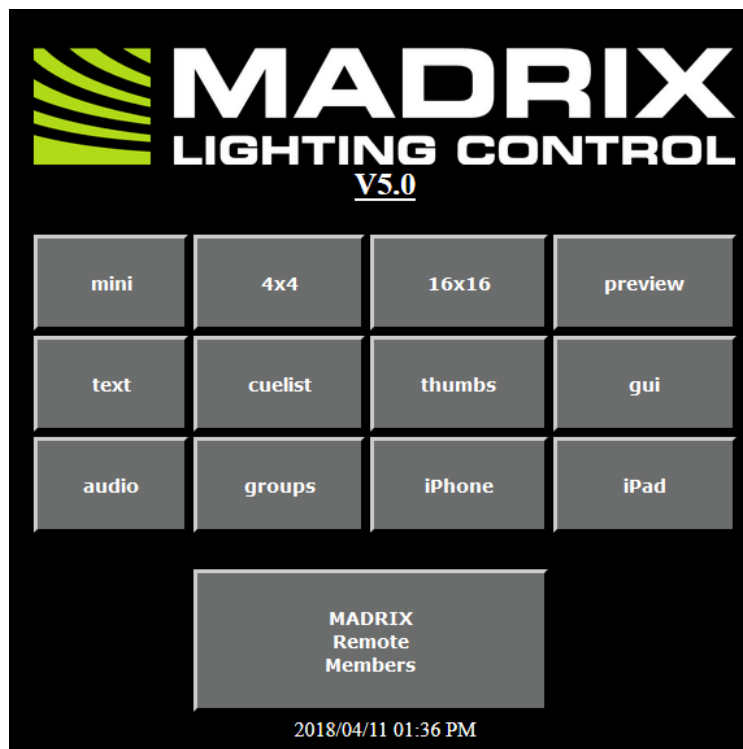 MADRIX
LIGHTING CONTROL
V5.0
mini
4x4
16x16
preview
text
cuelist
thumbs
gui
audio
groups
iPhone
iPad
MADRIX
Remote
Members
2018/04/11 01:36 PM